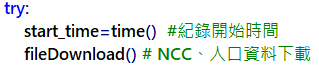 try:
    start_time=time()  #紀錄開始時間
    fileDownload() # NCC、人口資料下載